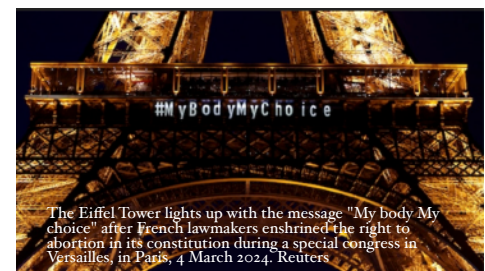 #MyBodyMyChoice
The Eiffel Tower lights up with the message "My body My
choice" after French lawmakers enshrined the right to
abortion in its constitution during a special congress in
Versailles, in Paris, 4 March 2024. Reuters